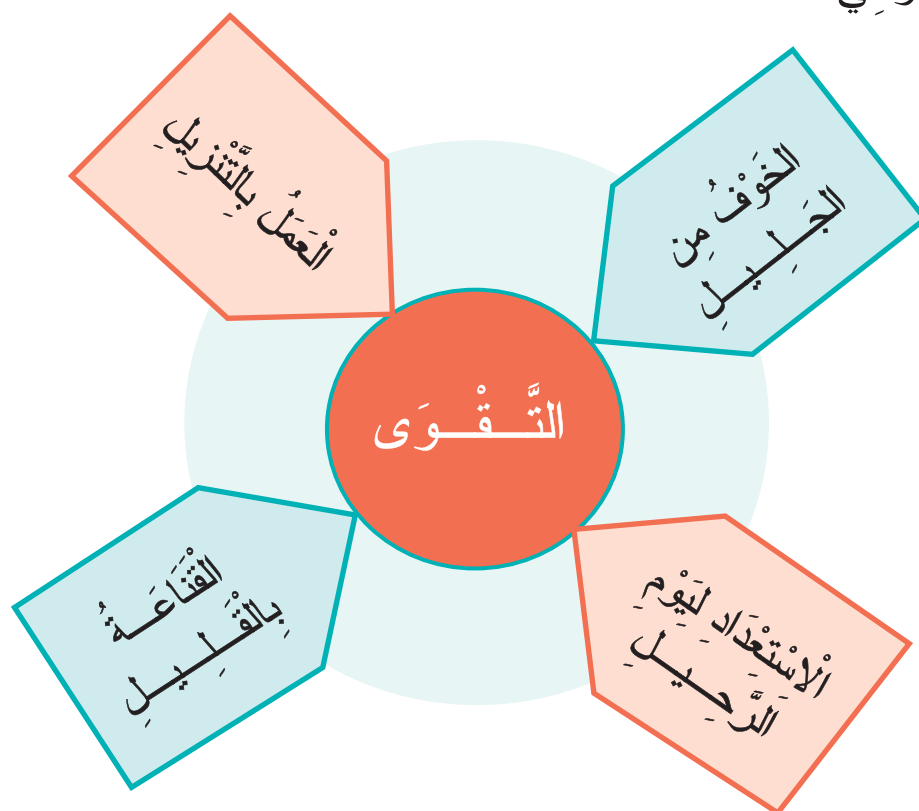 التَّـقْـوَى
الْخَوْفُ مِن
الْجَـلِـيـلِ
الْعَمَلُ بِالتَّنْزِيلِ
الْقَنَاعَـةُ
بِالْقَـلِـيـلِ
الْاسْتِعْدَادِ لِيَوْمِ
الرَّحِـيـلِ